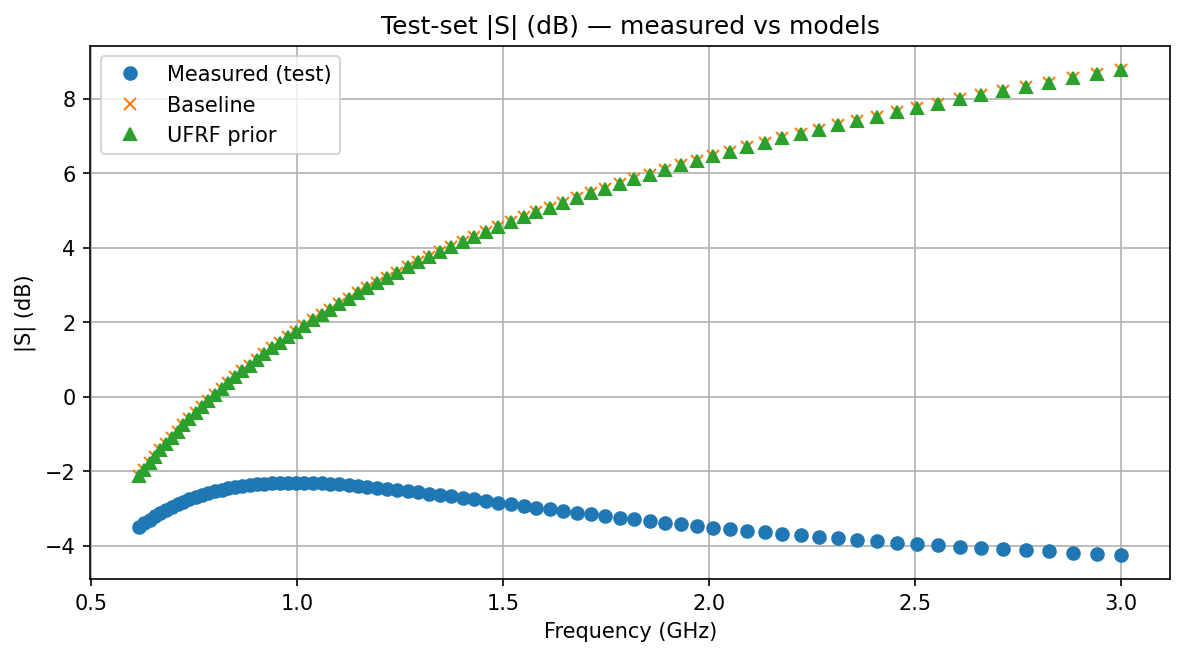 Test-set |S| (dB) — measured vs models
Measured (test)
Baseline
UFRF prior
|S| (dB)
8
6
4
2
0
−2
−4
0.5 1.0 1.5 2.0 2.5 3.0
Frequency (GHz)